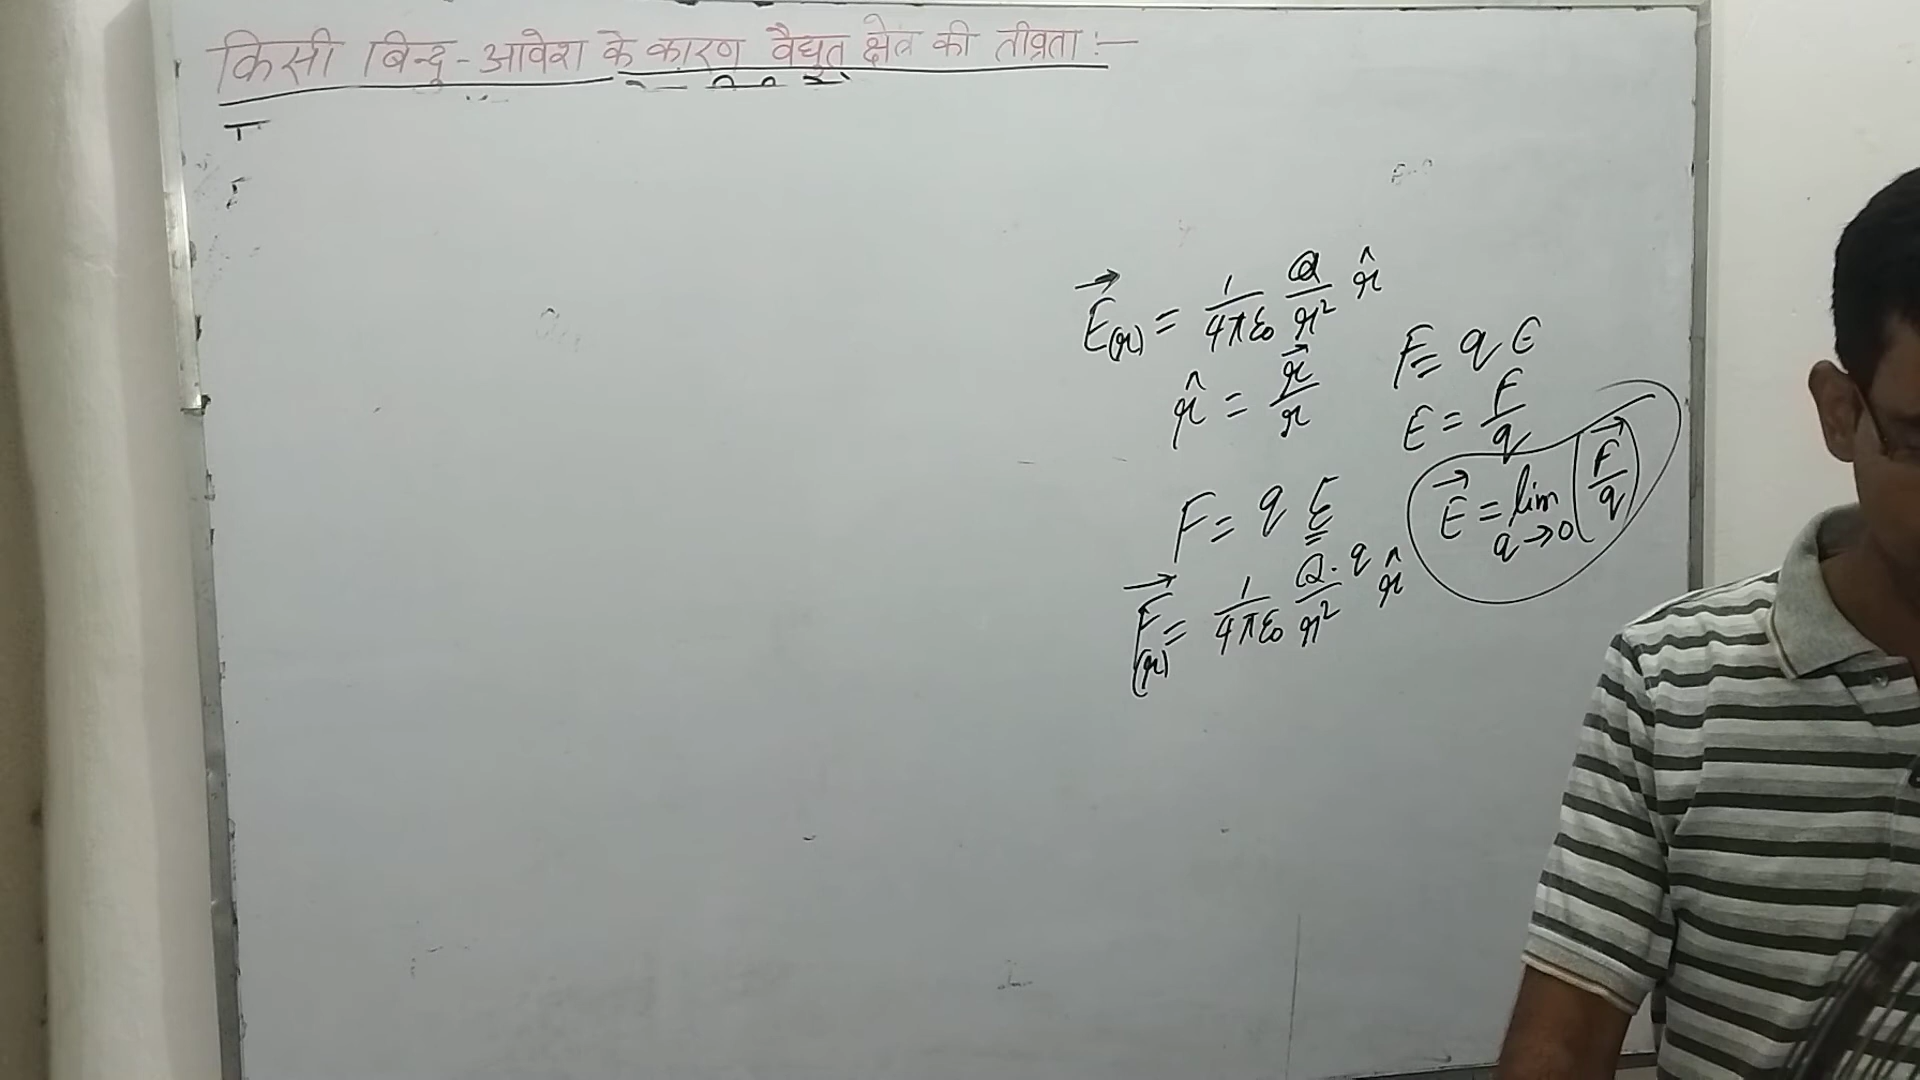 किसी बिन्दु-आवेश के कारण वैद्युत क्षेत्र की तीव्रता :—
E⃗(r) = 1/4πε₀ Q/r² r̂
r̂ = r⃗/r
F = qE
E⃗(r) = 1/4πε₀ Q.q/r² r̂
F = qE
E = F/q
E⃗ = lim q→0 (F⃗/q)